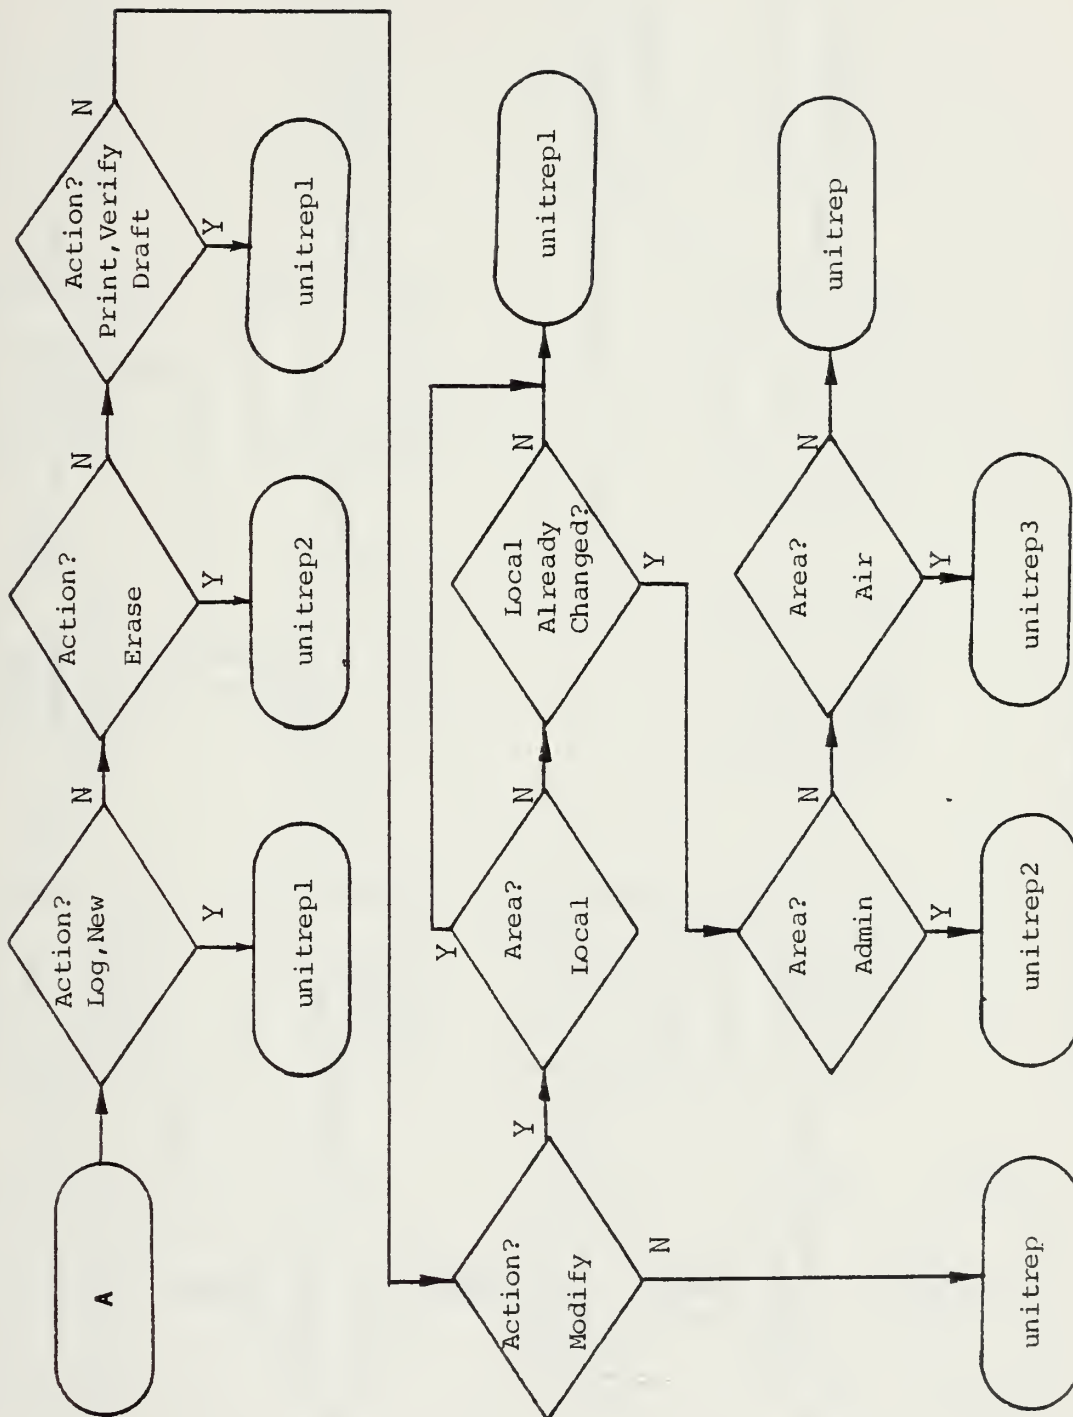 A
Action?
Log,New
N
Y
unitrep1
Action?
Erase
N
Y
unitrep2
Action?
Print,Verify
Draft
N
Y
unitrep1
Action?
Modify
Y
N
unitrep
Area?
Local
Y
N
Local
Already
Changed?
N
Y
unitrep1
Area?
Admin
N
Y
unitrep2
Area?
Air
N
Y
unitrep3
unitrep